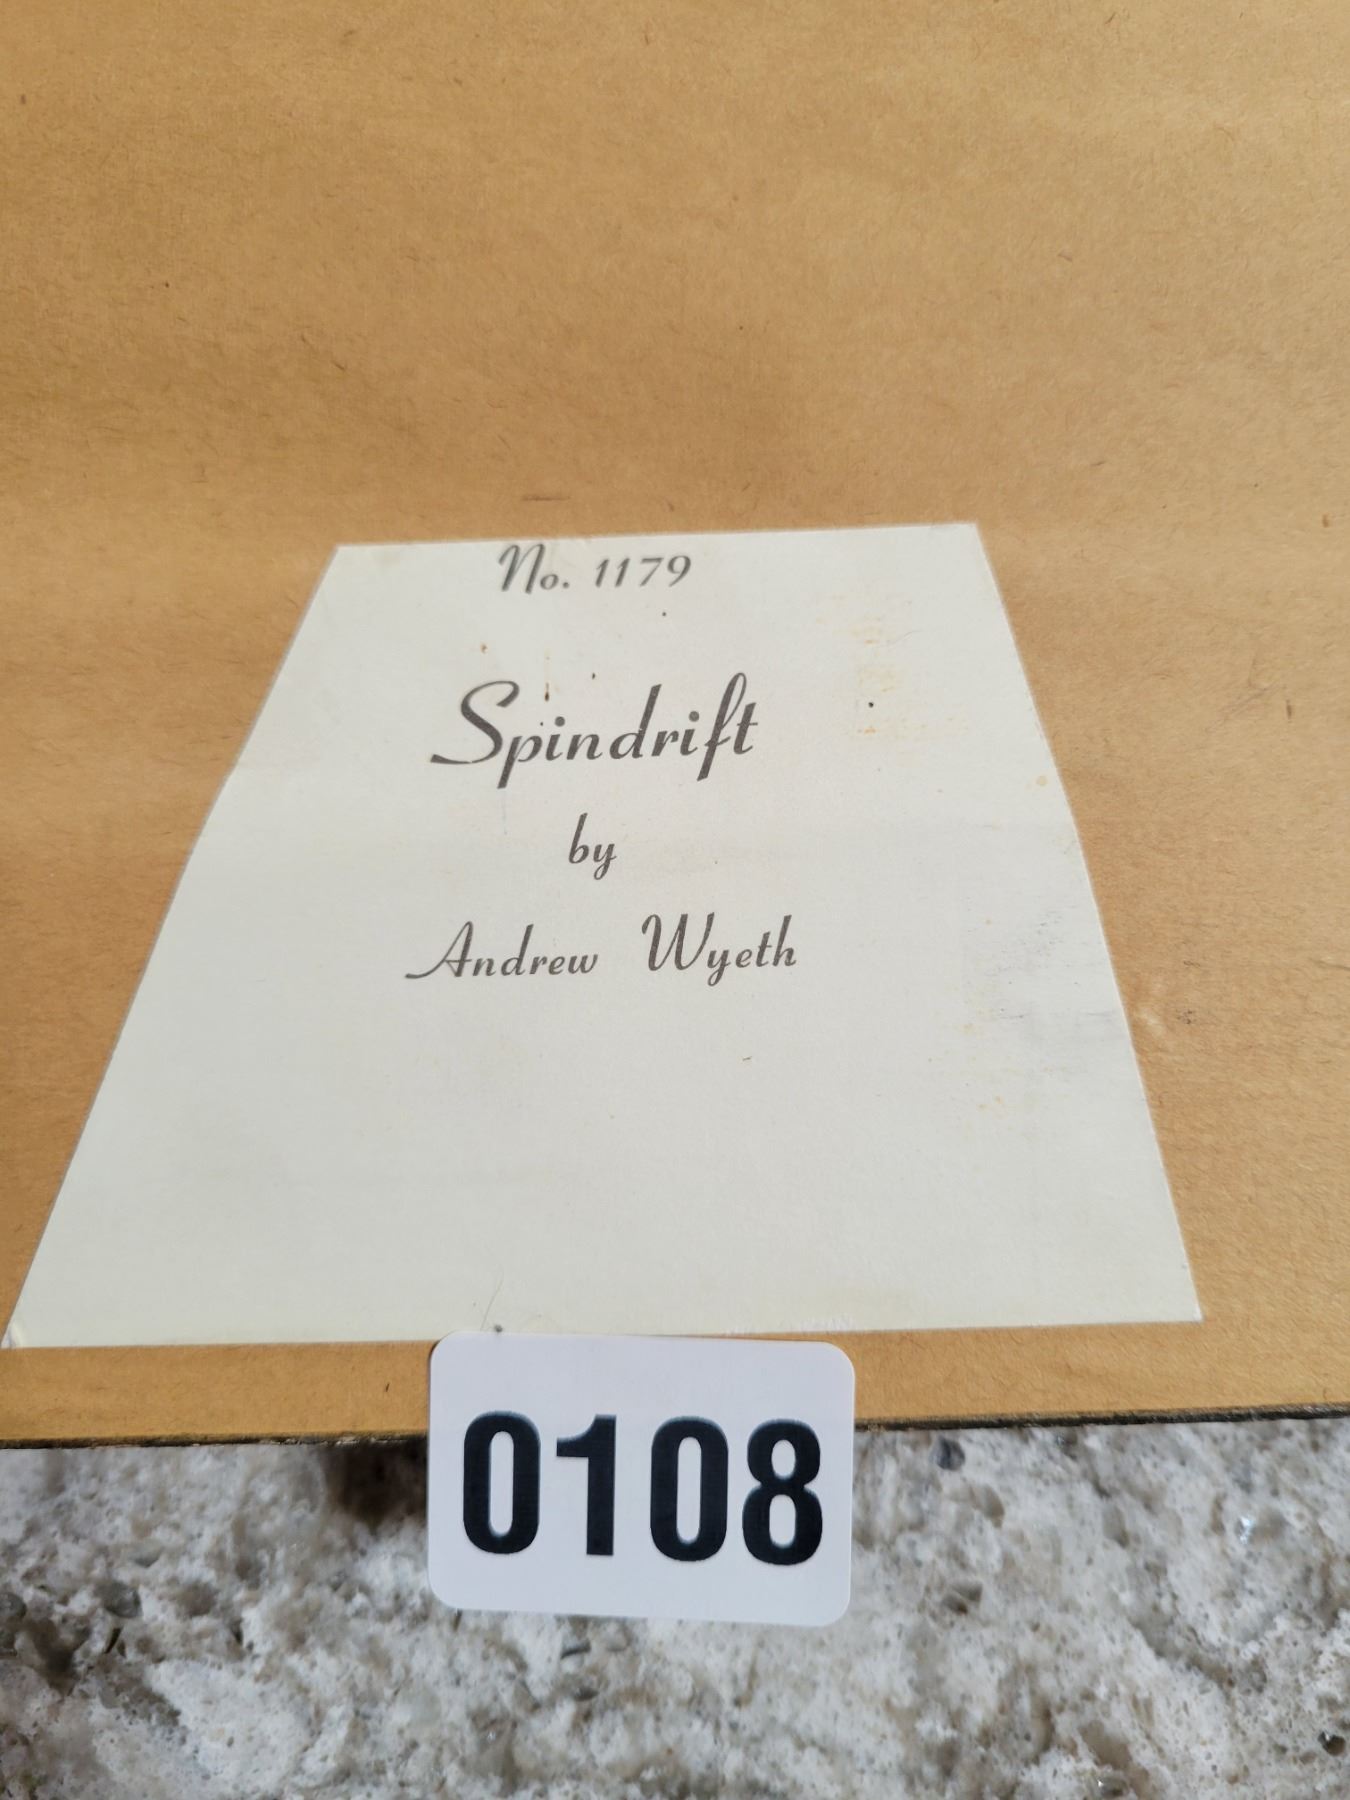 No. 1179
Spindrift
by
Andrew Wyeth
0108